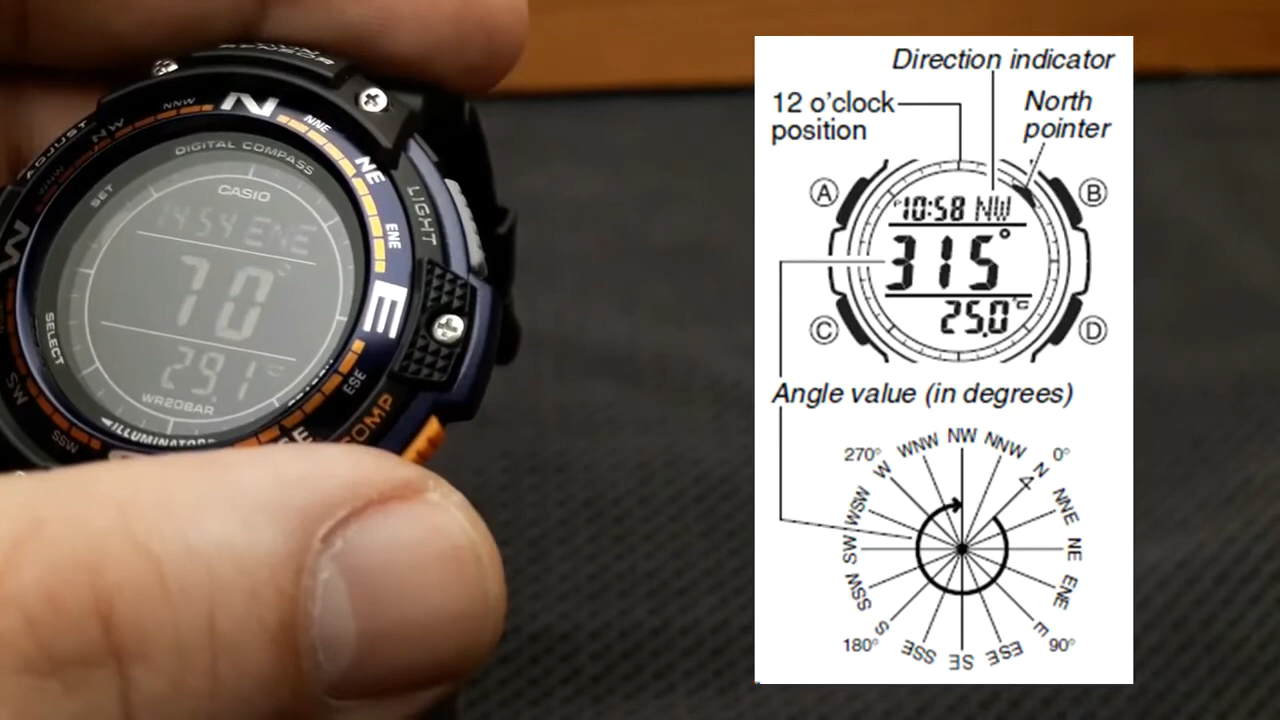 ADJUST
NNW
N
NNE
NW
NE
WNW
DIGITAL COMPASS
SET
CASIO
LIGHT
14 54 ENE
ENE
W
70°
E
SELECT
29.1°C
ESE
WR20BAR
SW
SSW
ILLUMINATOR
COMP
Direction indicator
12 o'clock
position
North
pointer
A
B
P 10:58 NW
315°
25.0°C
C
D
Angle value (in degrees)
NW
WNW
NNW
270°
0°
W
N
WSW
NNE
SW
NE
SSW
ENE
S
E
180°
90°
SSE
SE
ESE